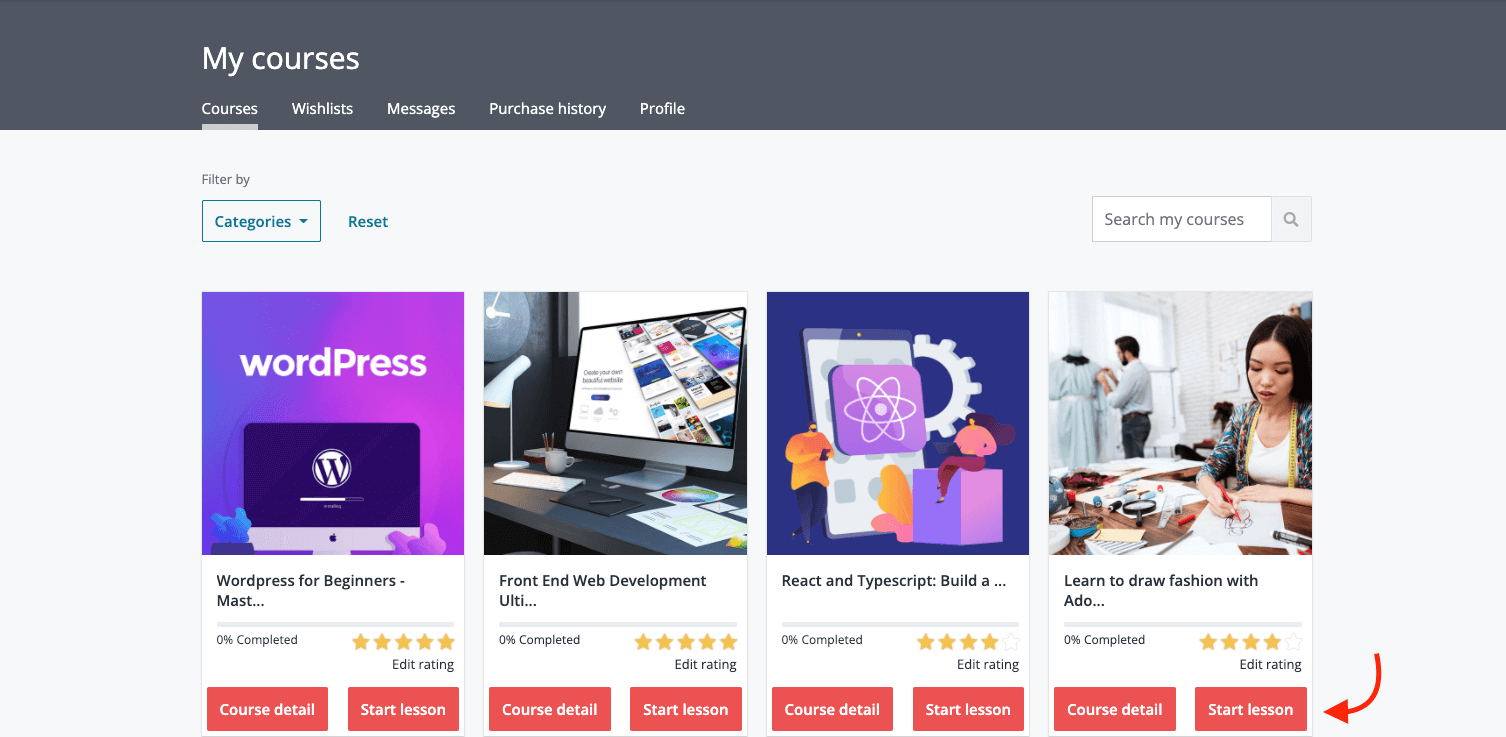 My courses
Courses Wishlists Messages Purchase history Profile
Filter by
Categories Reset
Search my courses
wordPress
Create your own
beautiful website
Wordpress for Beginners -
Mast...
0% Completed
Edit rating
Course detail Start lesson
Front End Web Development
Ulti...
0% Completed
Edit rating
Course detail Start lesson
React and Typescript: Build a ...
0% Completed
Edit rating
Course detail Start lesson
Learn to draw fashion with
Ado...
0% Completed
Edit rating
Course detail Start lesson